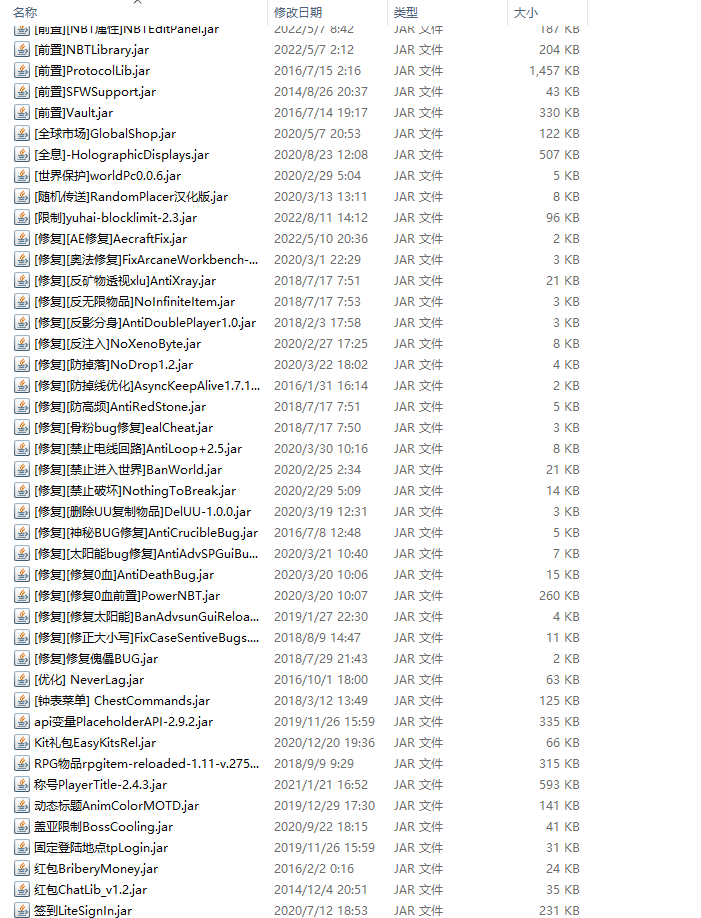 名称 修改日期 类型 大小
[前置][NBT属性]NBTEditPanel.jar 2022/5/7 8:42 JAR 文件 187 KB
[前置]NBTLibrary.jar 2022/5/7 2:12 JAR 文件 204 KB
[前置]ProtocolLib.jar 2016/7/15 2:16 JAR 文件 1,457 KB
[前置]SFWSupport.jar 2014/8/26 20:37 JAR 文件 43 KB
[前置]Vault.jar 2016/7/14 19:17 JAR 文件 330 KB
[全球市场]GlobalShop.jar 2020/5/7 20:53 JAR 文件 122 KB
[全息]-HolographicDisplays.jar 2020/8/23 12:08 JAR 文件 507 KB
[世界保护]worldPc0.0.6.jar 2020/2/29 5:04 JAR 文件 5 KB
[随机传送]RandomPlacer汉化版.jar 2020/3/13 13:11 JAR 文件 8 KB
[限制]yuhai-blocklimit-2.3.jar 2022/8/11 14:12 JAR 文件 96 KB
[修复][AE修复]AecraftFix.jar 2022/5/10 20:36 JAR 文件 2 KB
[修复][奥法修复]FixArcaneWorkbench-... 2020/3/1 22:29 JAR 文件 3 KB
[修复][反矿物透视xlu]AntiXray.jar 2018/7/17 7:51 JAR 文件 21 KB
[修复][反无限物品]NoInfiniteItem.jar 2018/7/17 7:53 JAR 文件 3 KB
[修复][反影分身]AntiDoublePlayer1.0.jar 2018/2/3 17:58 JAR 文件 3 KB
[修复][反注入]NoXenoByte.jar 2020/2/27 17:25 JAR 文件 8 KB
[修复][防掉落]NoDrop1.2.jar 2020/3/22 18:02 JAR 文件 4 KB
[修复][防掉线优化]AsyncKeepAlive1.7.1... 2016/1/31 16:14 JAR 文件 2 KB
[修复][防高频]AntiRedStone.jar 2018/7/17 7:51 JAR 文件 5 KB
[修复][骨粉bug修复]ealCheat.jar 2018/7/17 7:50 JAR 文件 3 KB
[修复][禁止电线回路]AntiLoop+2.5.jar 2020/3/30 10:16 JAR 文件 8 KB
[修复][禁止进入世界]BanWorld.jar 2020/2/25 2:34 JAR 文件 21 KB
[修复][禁止破坏]NothingToBreak.jar 2020/2/29 5:09 JAR 文件 14 KB
[修复][删除UU复制物品]DelUU-1.0.0.jar 2020/3/19 12:31 JAR 文件 3 KB
[修复][神秘BUG修复]AntiCrucibleBug.jar 2016/7/8 12:48 JAR 文件 5 KB
[修复][太阳能bug修复]AntiAdvSPGuiBu... 2020/3/21 10:40 JAR 文件 7 KB
[修复][修复0血]AntiDeathBug.jar 2020/3/20 10:06 JAR 文件 15 KB
[修复][修复0血前置]PowerNBT.jar 2020/3/20 10:07 JAR 文件 260 KB
[修复][修复太阳能]BanAdvsunGuiReloa... 2019/1/27 22:30 JAR 文件 4 KB
[修复][修正大小写]FixCaseSentiveBugs.... 2018/8/9 14:47 JAR 文件 11 KB
[修复]修复傀儡BUG.jar 2018/7/29 21:43 JAR 文件 2 KB
[优化] NeverLag.jar 2016/10/1 18:00 JAR 文件 63 KB
[钟表菜单] ChestCommands.jar 2018/3/12 13:49 JAR 文件 125 KB
api变量PlaceholderAPI-2.9.2.jar 2019/11/26 15:59 JAR 文件 335 KB
Kit礼包EasyKitsRel.jar 2020/12/20 19:36 JAR 文件 66 KB
RPG物品rpgitem-reloaded-1.11-v.275... 2018/9/9 9:29 JAR 文件 315 KB
称号PlayerTitle-2.4.3.jar 2021/1/21 16:52 JAR 文件 593 KB
动态标题AnimColorMOTD.jar 2019/12/29 17:30 JAR 文件 141 KB
盖亚限制BossCooling.jar 2020/9/22 18:15 JAR 文件 41 KB
固定登陆地点tpLogin.jar 2019/11/26 15:59 JAR 文件 31 KB
红包BriberyMoney.jar 2016/2/2 0:16 JAR 文件 24 KB
红包ChatLib_v1.2.jar 2014/12/4 20:51 JAR 文件 35 KB
签到LiteSignIn.jar 2020/7/12 18:53 JAR 文件 231 KB